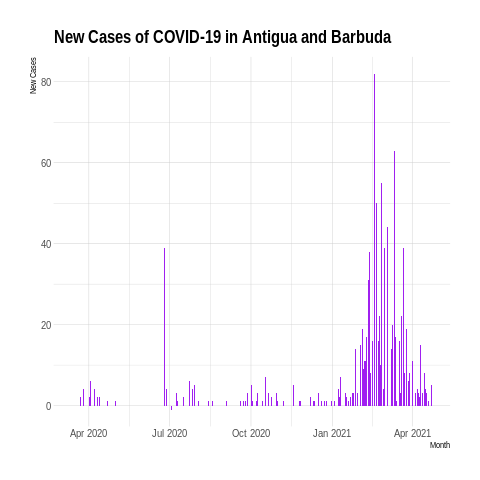 New Cases of COVID-19 in Antigua and Barbuda
New Cases
80
60
40
20
0
Apr 2020 Jul 2020 Oct 2020 Jan 2021 Apr 2021
Month